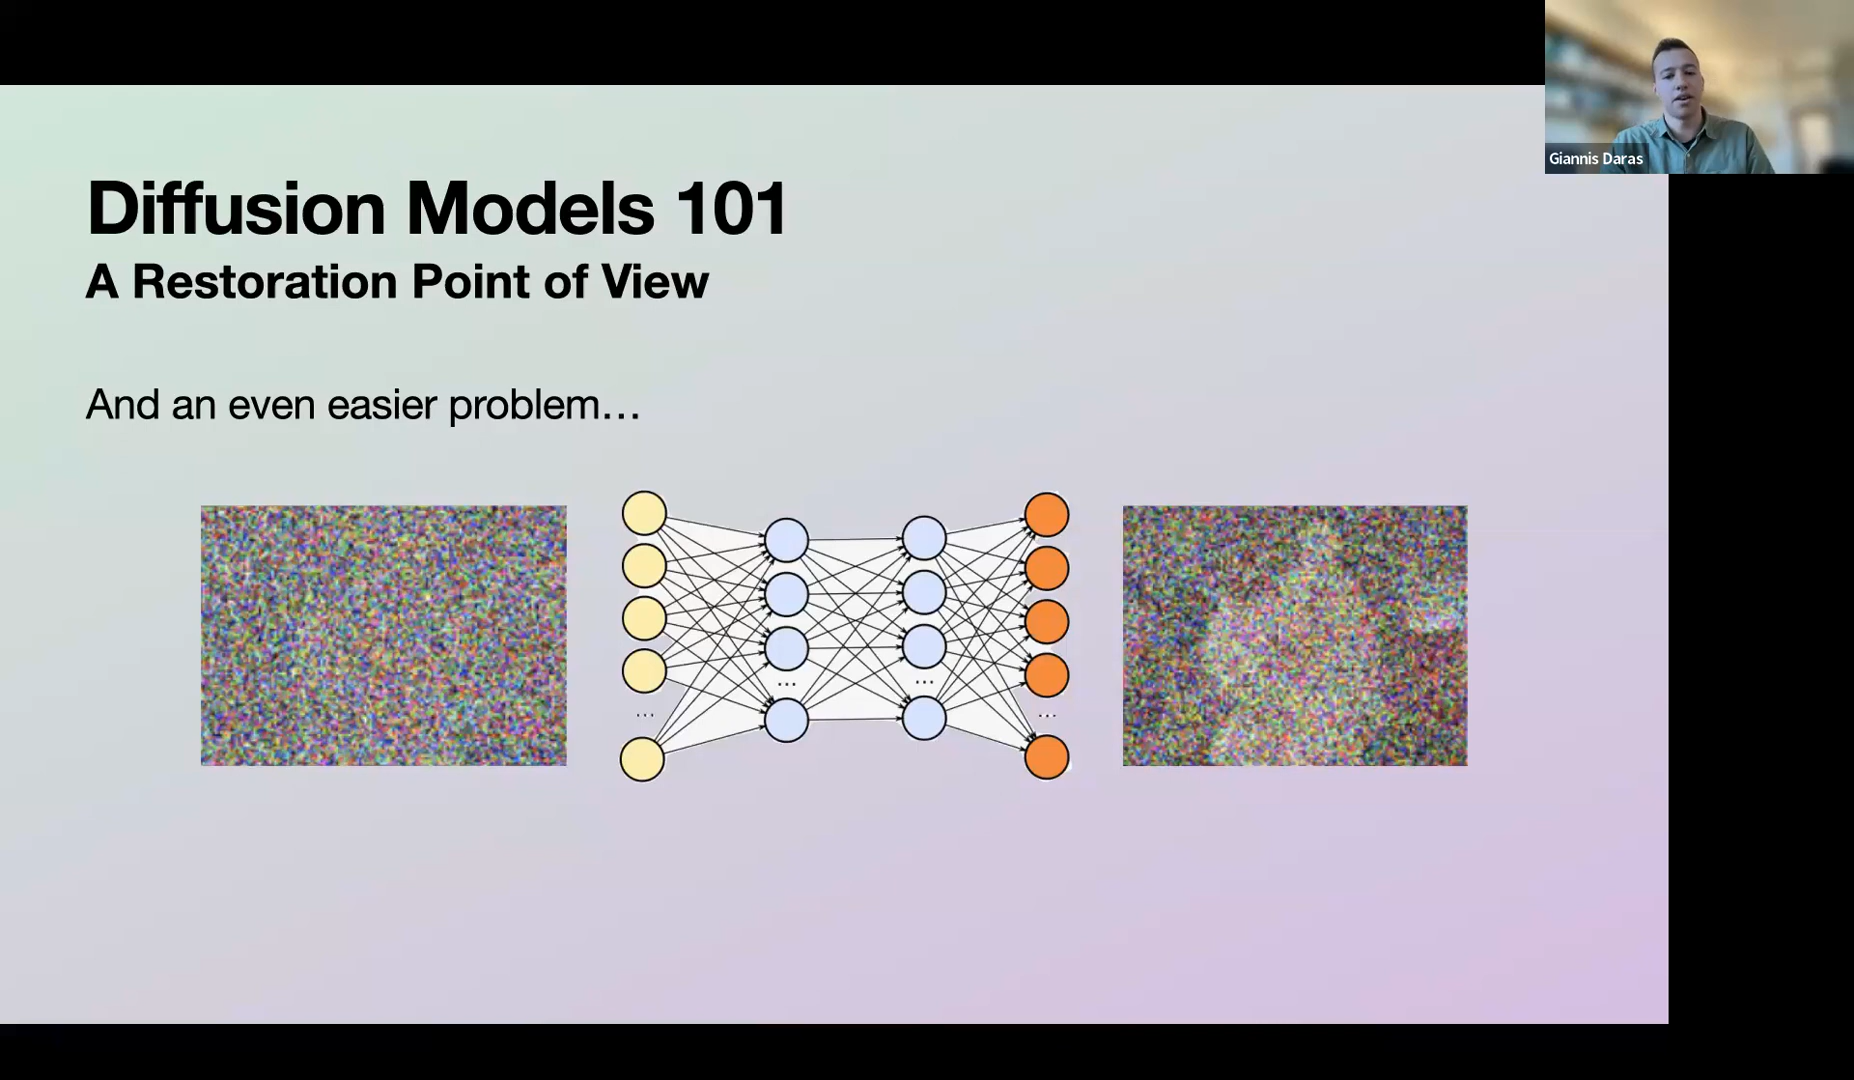 Giannis Daras
Diffusion Models 101
A Restoration Point of View
And an even easier problem…
...
...
...
...